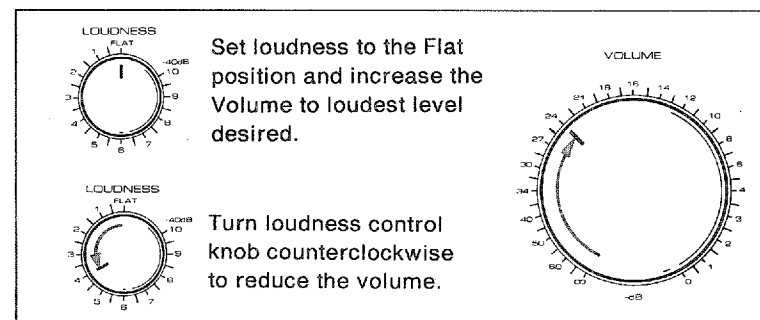 LOUDNESS
FLAT
1 -40dB
2 10
3 9
4 8
5 6 7
Set loudness to the Flat
position and increase the
Volume to loudest level
desired.
LOUDNESS
FLAT
1 -40dB
2 10
3 9
4 8
5 6 7
Turn loudness control
knob counterclockwise
to reduce the volume.
VOLUME
18 16 14
21 12
24 10
27 8
30 6
34 4
40 3
50 2
60 1
∞ 0
-dB